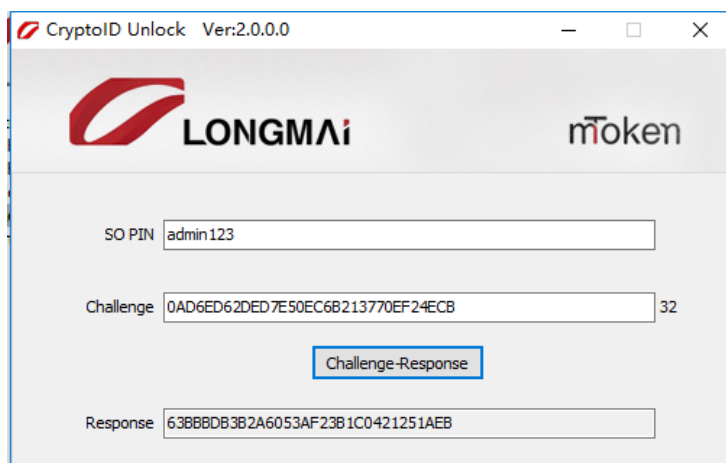 CryptoID Unlock Ver:2.0.0.0
LONGMAi mToken
SO PIN admin123
Challenge 0AD6ED62DED7E50EC6B213770EF24ECB 32
Challenge-Response
Response 63BBBDB3B2A6053AF23B1C0421251AEB